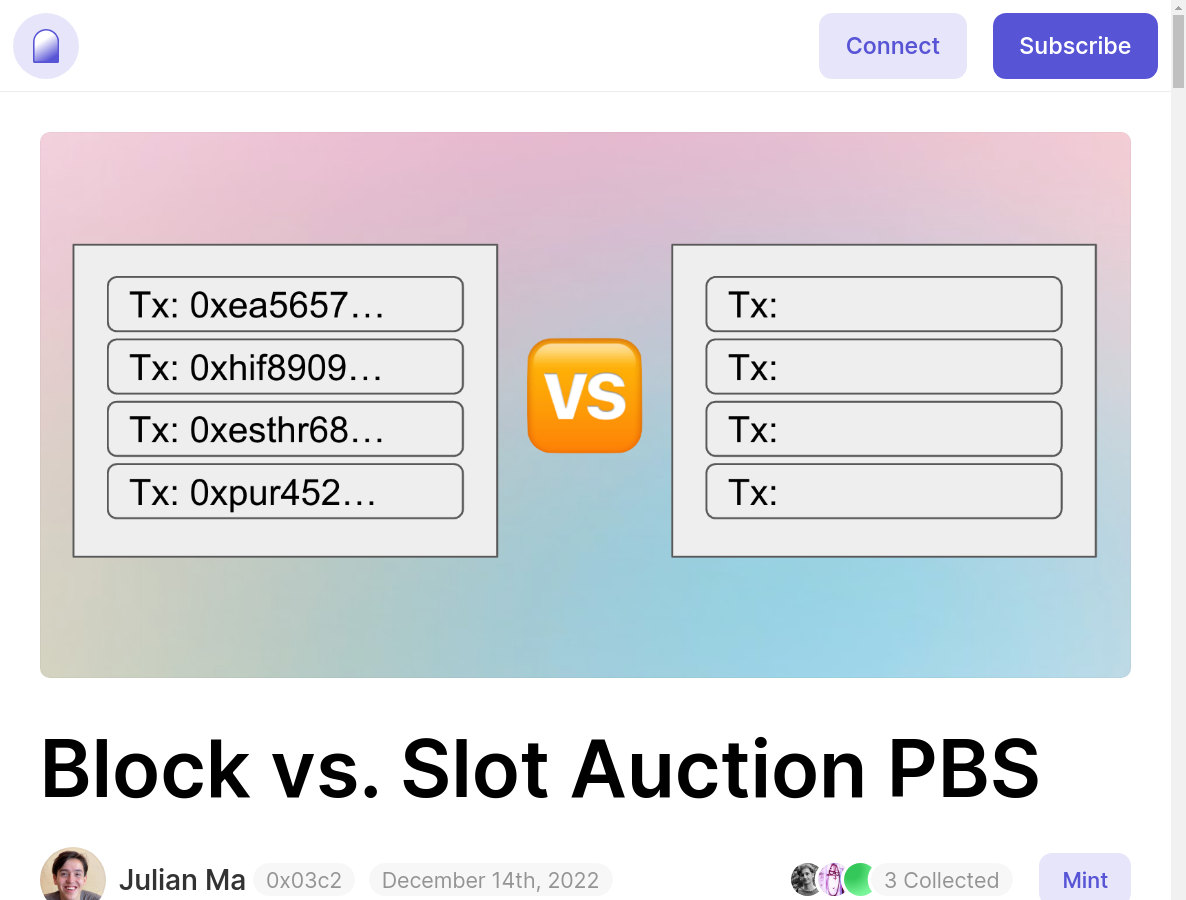 Connect
Subscribe
Tx: 0xea5657…
Tx: 0xhif8909…
Tx: 0xesthr68…
Tx: 0xpur452…
VS
Tx:
Tx:
Tx:
Tx:
Block vs. Slot Auction PBS
Julian Ma 0x03c2 December 14th, 2022 3 Collected Mint